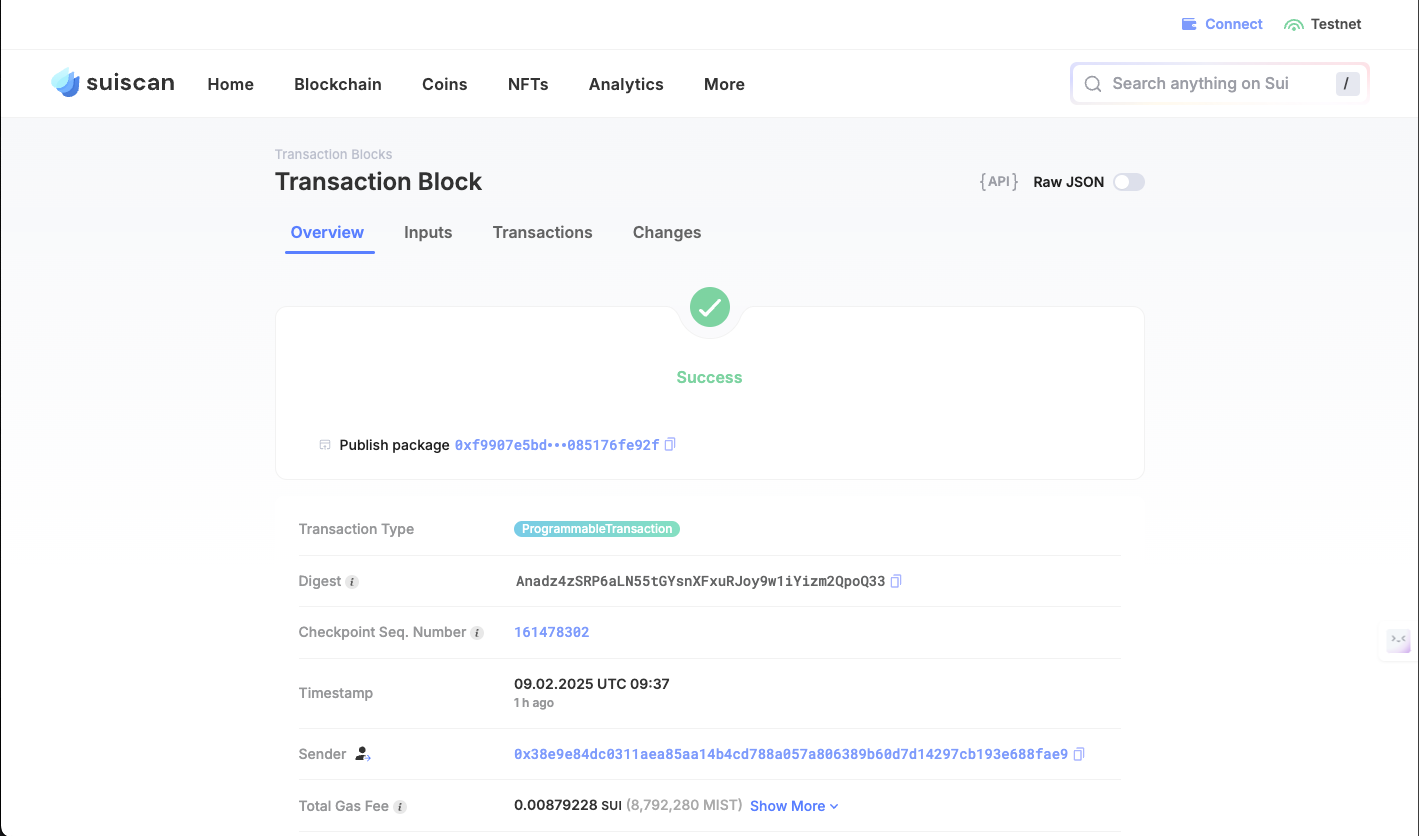 Connect Testnet
suiscan Home Blockchain Coins NFTs Analytics More Search anything on Sui /
Transaction Blocks
Transaction Block {API} Raw JSON
Overview Inputs Transactions Changes
Success
Publish package 0xf9907e5bd•••085176fe92f
Transaction Type ProgrammableTransaction
Digest i Anadz4zSRP6aLN55tGYsnXFxuRJoy9w1iYizm2QpoQ33
Checkpoint Seq. Number i 161478302
Timestamp 09.02.2025 UTC 09:37
1 h ago
Sender 0x38e9e84dc0311aea85aa14b4cd788a057a806389b60d7d14297cb193e688fae9
Total Gas Fee i 0.00879228 SUI (8,792,280 MIST) Show More